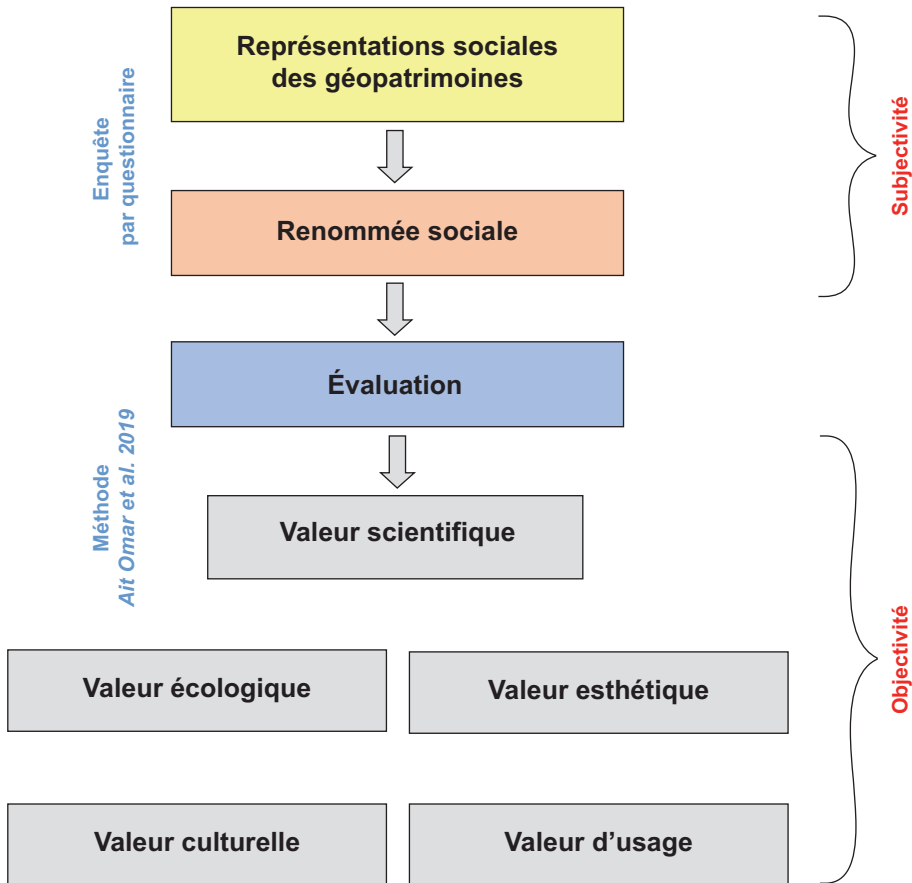 Représentations sociales
des géopatrimoines
Enquête
par questionnaire
Subjectivité
Renommée sociale
Évaluation
Méthode
Ait Omar et al. 2019
Valeur scientifique
Objectivité
Valeur écologique
Valeur esthétique
Valeur culturelle
Valeur d'usage